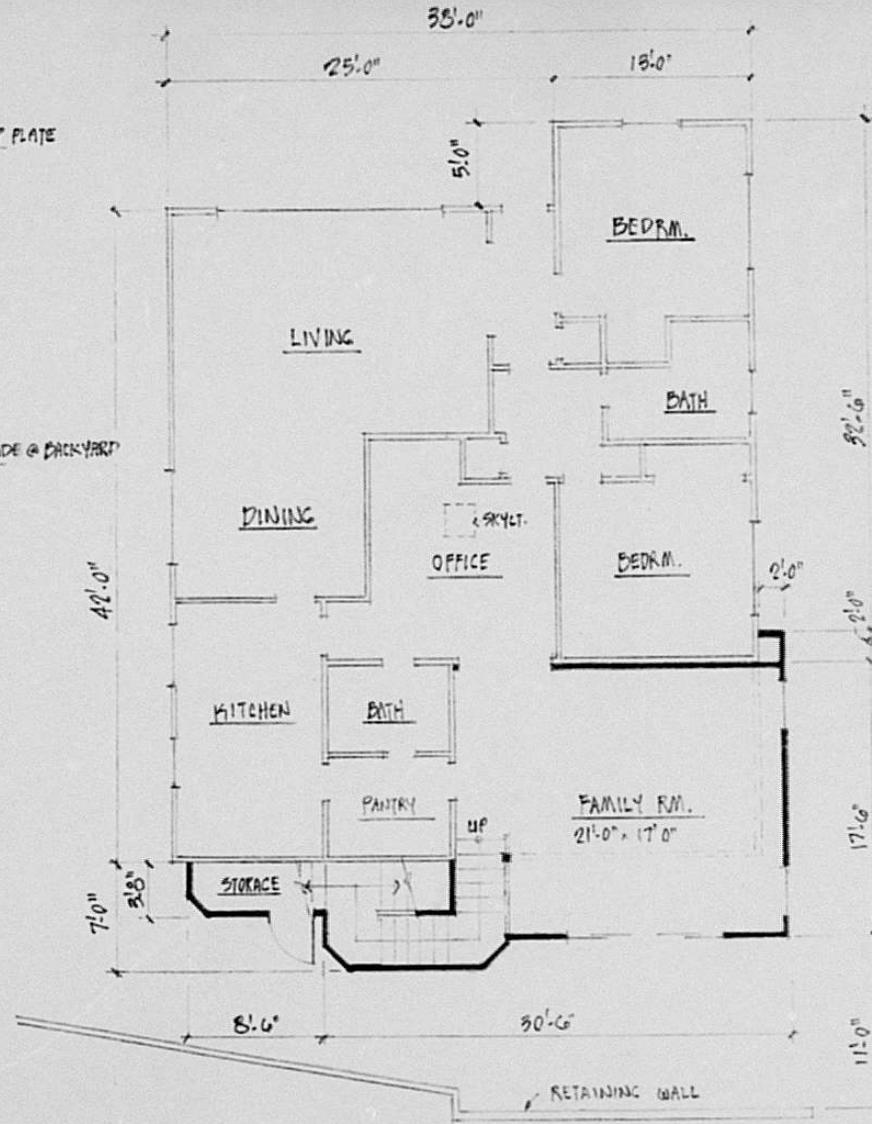 38'-0"
25'-0"
13'-0"
PLATE
5'-0"
BEDRM.
LIVING
BATH
32'-6"
DE @ BACKYARD
DINING
SKYLT.
OFFICE
BEDRM.
2'-0"
2'-0"
42'-0"
KITCHEN
BATH
PANTRY
UP
FAMILY RM.
21'-0" x 17'0"
17'-6"
STORAGE
3'-8"
7'-0"
8'-6"
30'-6"
11'-0"
RETAINING WALL